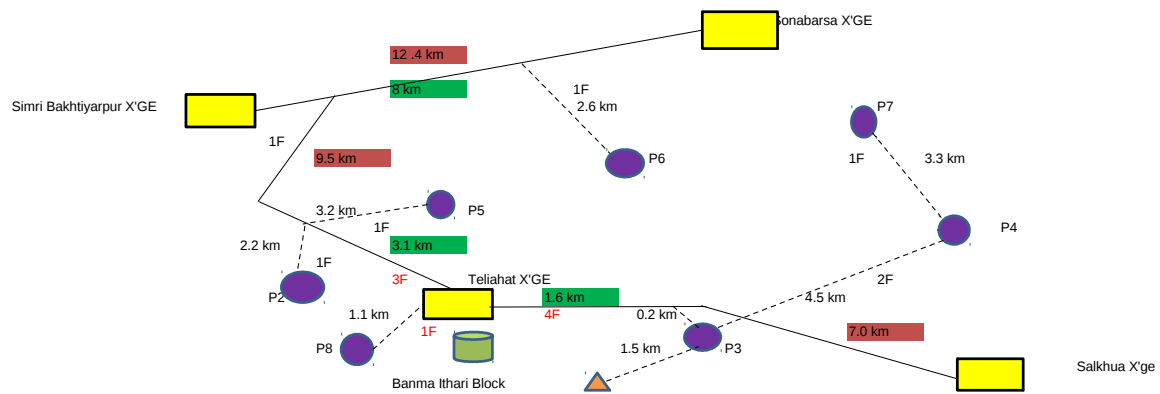 Sonabarsa X'GE
12 .4 km
8 km
1F
2.6 km
Simri Bakhtiyarpur X'GE
P7
1F
9.5 km
P6
1F
3.3 km
3.2 km
P5
1F
P4
2.2 km
3.1 km
1F
3F
Teliahat X'GE
2F
P2
1.6 km
4.5 km
1.1 km
4F
0.2 km
1F
7.0 km
P8
1.5 km
P3
Salkhua X'ge
Banma Ithari Block